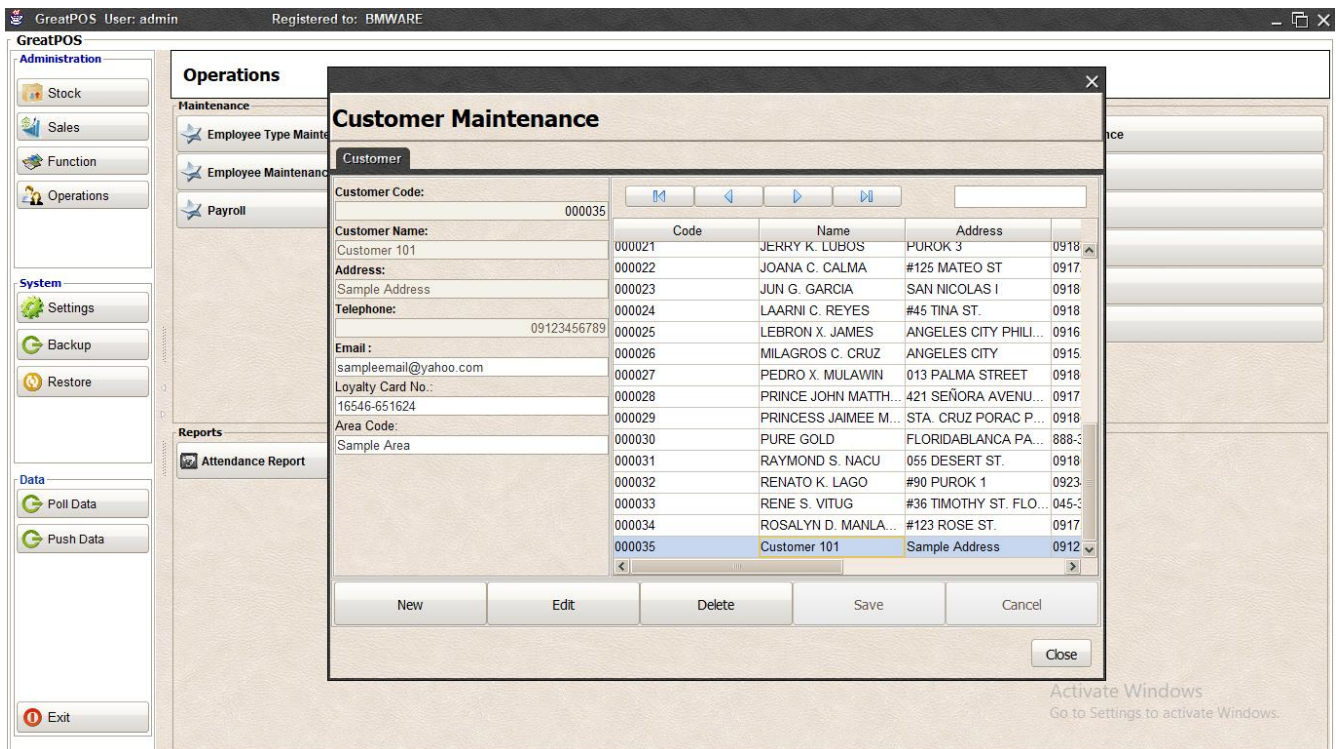 GreatPOS User: admin Registered to: BMWARE
GreatPOS
Administration
Stock
Sales
Function
Operations
System
Settings
Backup
Restore
Data
Poll Data
Push Data
Exit
Operations
Maintenance
Employee Type Mainte
Employee Maintenanc
Payroll
nce
Reports
Attendance Report
Customer Maintenance
Customer
Customer Code:
000035
Customer Name:
Customer 101
Address:
Sample Address
Telephone:
09123456789
Email :
sampleemail@yahoo.com
Loyalty Card No.:
16546-651624
Area Code:
Sample Area
Code Name Address
000021 JERRY K. LUBOS PUROK 3 0918
000022 JOANA C. CALMA #125 MATEO ST 0917
000023 JUN G. GARCIA SAN NICOLAS I 0918
000024 LAARNI C. REYES #45 TINA ST. 0918
000025 LEBRON X. JAMES ANGELES CITY PHILI... 0916
000026 MILAGROS C. CRUZ ANGELES CITY 0915
000027 PEDRO X. MULAWIN 013 PALMA STREET 0918
000028 PRINCE JOHN MATTH... 421 SEÑORA AVENU... 0917
000029 PRINCESS JAIMEE M... STA. CRUZ PORAC P... 0918
000030 PURE GOLD FLORIDABLANCA PA... 888-3
000031 RAYMOND S. NACU 055 DESERT ST. 0918
000032 RENATO K. LAGO #90 PUROK 1 0923
000033 RENE S. VITUG #36 TIMOTHY ST. FLO... 045-3
000034 ROSALYN D. MANLA... #123 ROSE ST. 0917
000035 Customer 101 Sample Address 0912
New Edit Delete Save Cancel
Close
Activate Windows
Go to Settings to activate Windows.